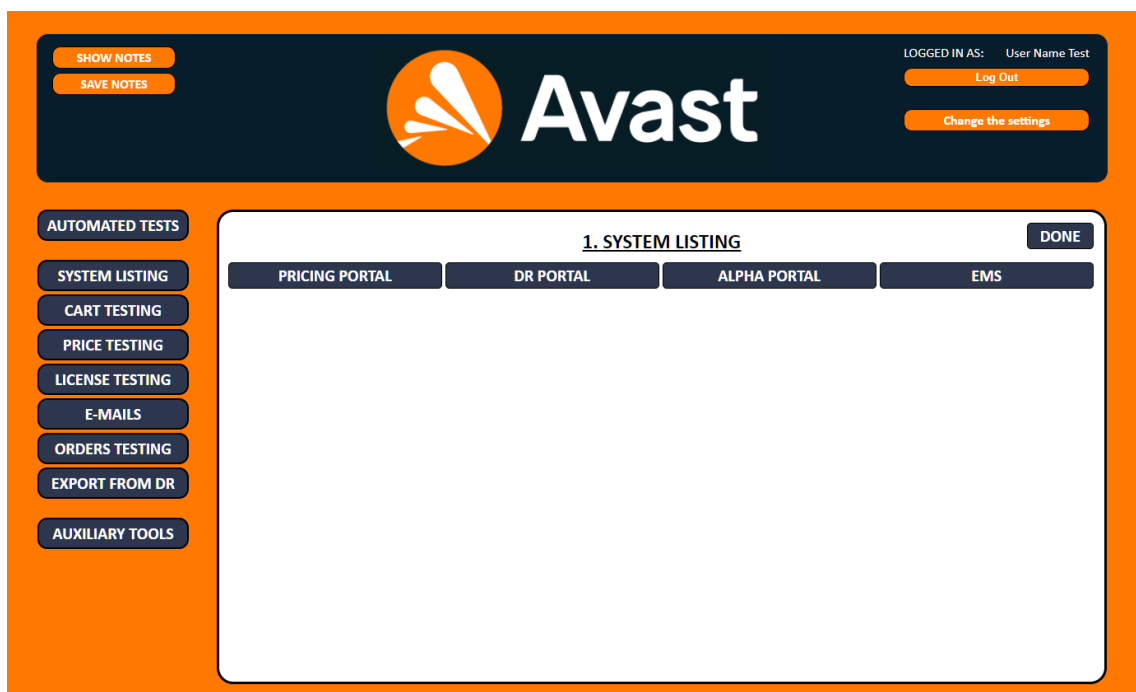 SHOW NOTES
SAVE NOTES
Avast
LOGGED IN AS: User Name Test
Log Out
Change the settings
AUTOMATED TESTS
SYSTEM LISTING
CART TESTING
PRICE TESTING
LICENSE TESTING
E-MAILS
ORDERS TESTING
EXPORT FROM DR
AUXILIARY TOOLS
1. SYSTEM LISTING
DONE
PRICING PORTAL
DR PORTAL
ALPHA PORTAL
EMS